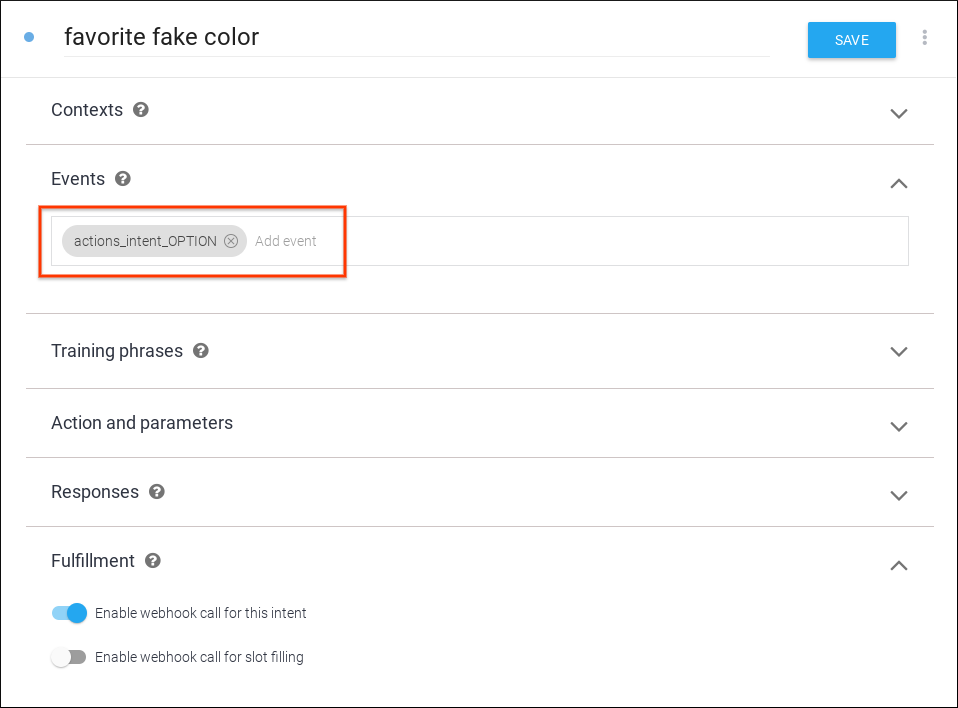 favorite fake color
SAVE
Contexts
Events
actions_intent_OPTION Add event
Training phrases
Action and parameters
Responses
Fulfillment
Enable webhook call for this intent
Enable webhook call for slot filling